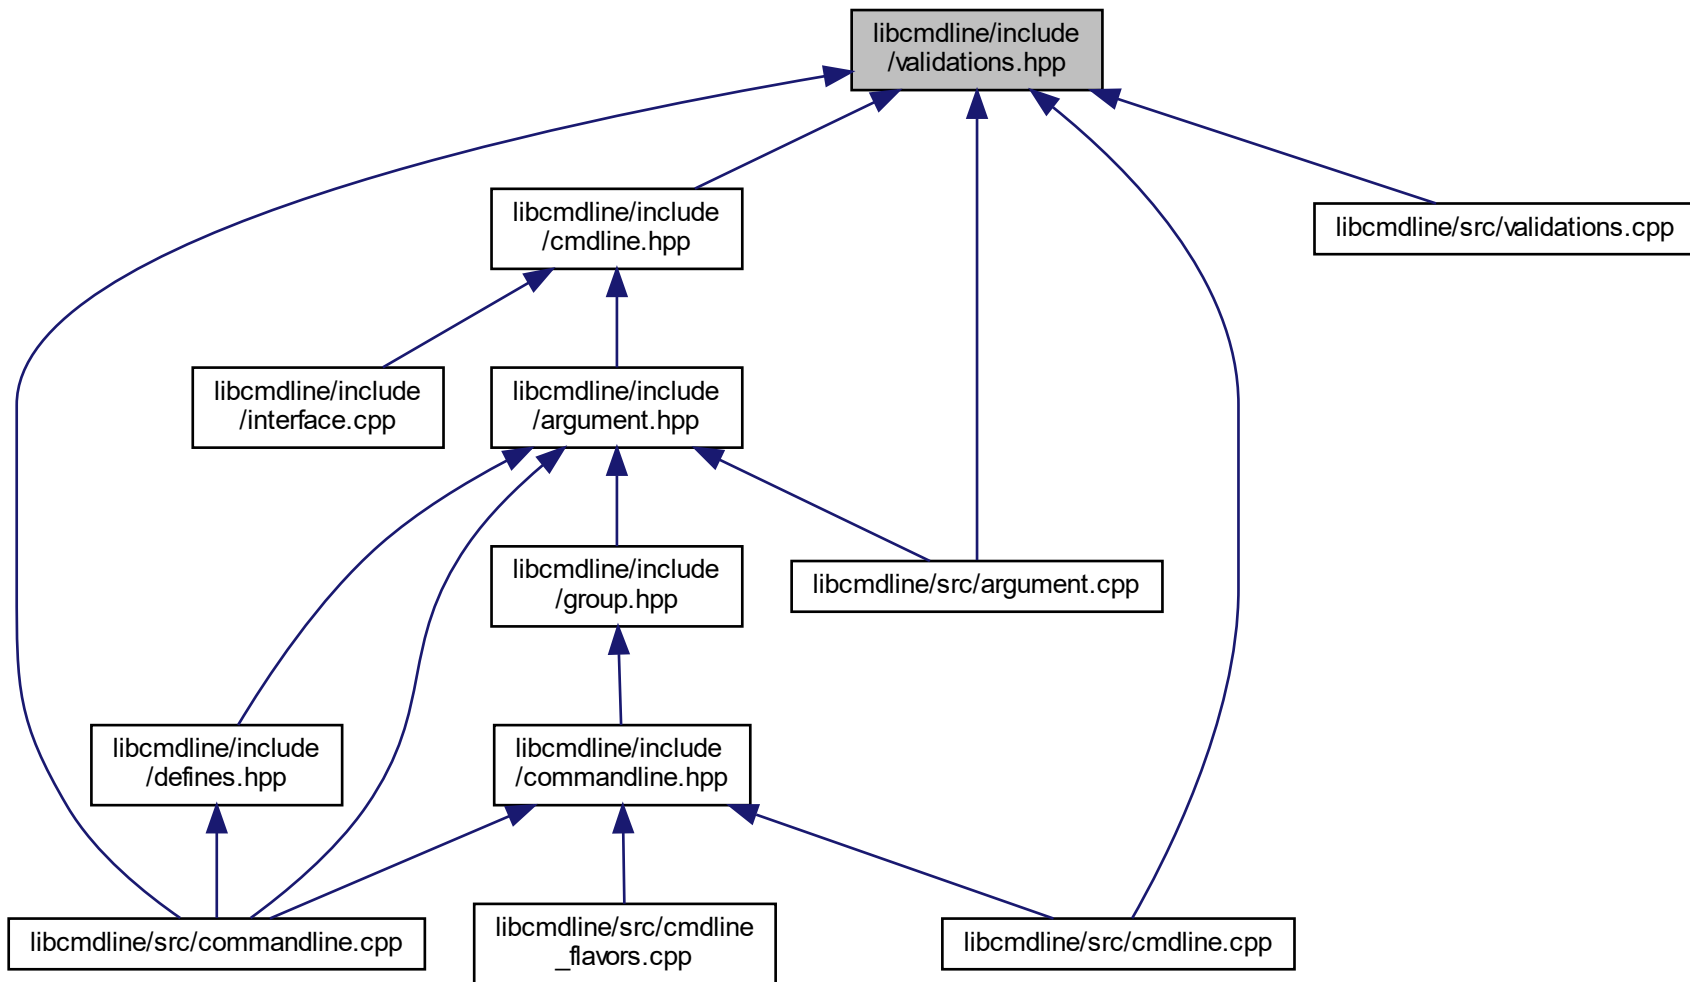 libcmdline/include
/validations.hpp
libcmdline/include
/cmdline.hpp
libcmdline/src/validations.cpp
libcmdline/include
/interface.cpp
libcmdline/include
/argument.hpp
libcmdline/include
/group.hpp
libcmdline/src/argument.cpp
libcmdline/include
/defines.hpp
libcmdline/include
/commandline.hpp
libcmdline/src/commandline.cpp
libcmdline/src/cmdline
_flavors.cpp
libcmdline/src/cmdline.cpp